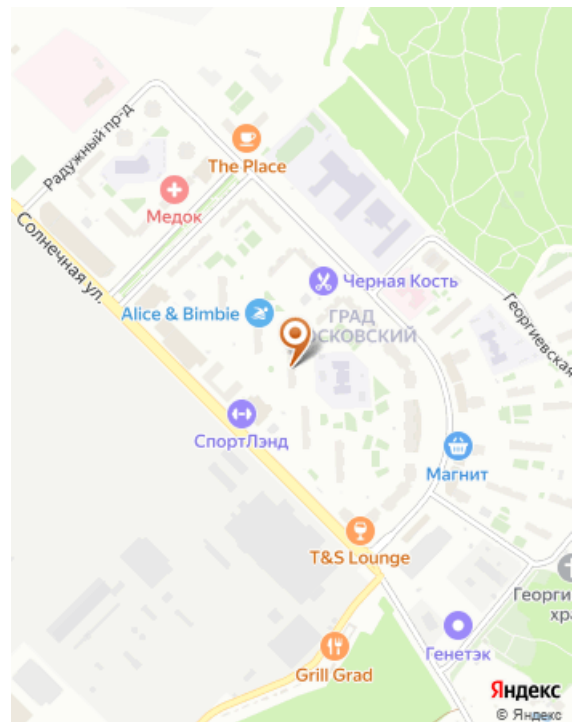 Радужный пр-д
The Place
Медок
Солнечная ул.
Черная Кость
Alice & Bimbie
ГРАД
ОСКОВСКИЙ
Георгиевская
СпортЛэнд
Магнит
T&S Lounge
Георги
хра
Генетэк
Grill Grad
Яндекс
© Яндекс